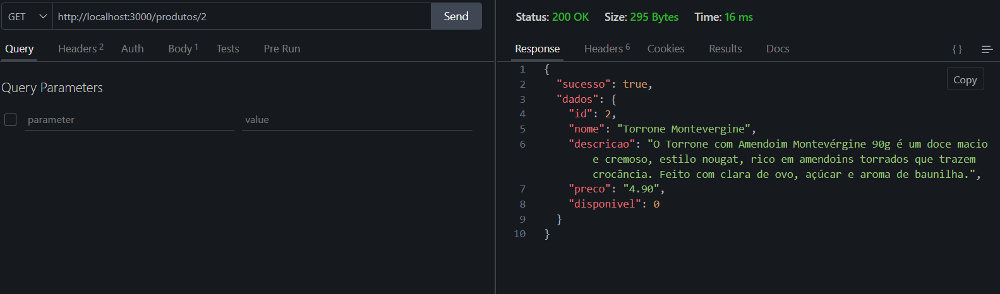 GET http://localhost:3000/produtos/2 Send
Query Headers 2 Auth Body 1 Tests Pre Run
Query Parameters
parameter value
Status: 200 OK Size: 295 Bytes Time: 16 ms
Response Headers 6 Cookies Results Docs { }
Copy
1 {
2 "sucesso": true,
3 "dados": {
4 "id": 2,
5 "nome": "Torrone Montevergine",
6 "descricao": "O Torrone com Amendoim Montevérgine 90g é um doce macio
e cremoso, estilo nougat, rico em amendoins torrados que trazem
crocância. Feito com clara de ovo, açúcar e aroma de baunilha.",
7 "preco": "4.90",
8 "disponivel": 0
9 }
10 }